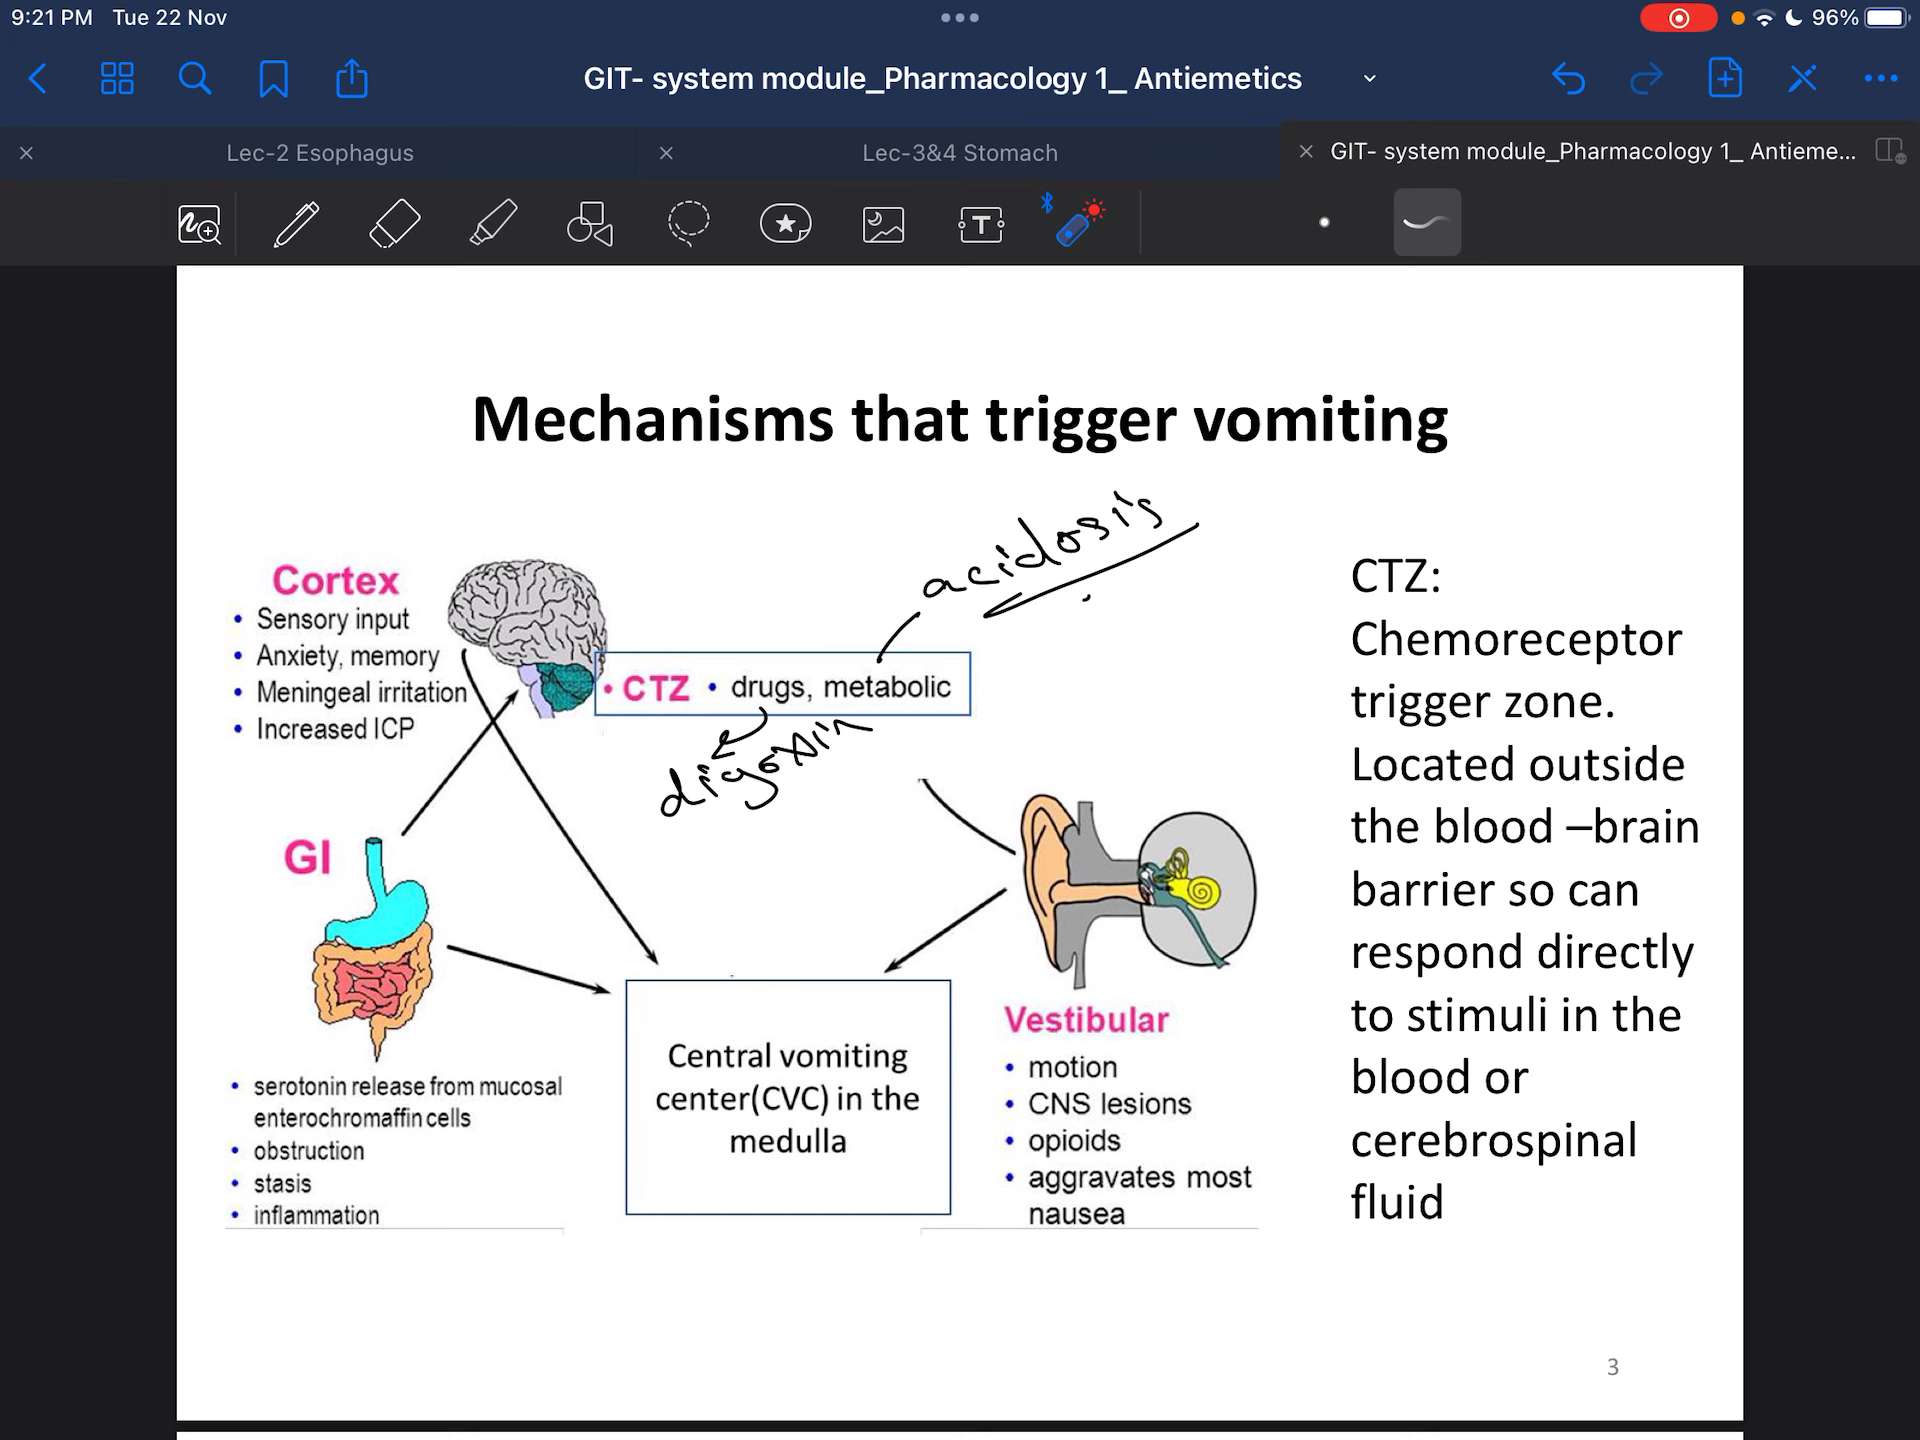 9:21 PM Tue 22 Nov
96%
GIT- system module_Pharmacology 1_ Antiemetics
Lec-2 Esophagus
Lec-3&4 Stomach
GIT- system module_Pharmacology 1_ Antieme...
T
Mechanisms that trigger vomiting
acidosis
Cortex
• Sensory input
• Anxiety, memory
• Meningeal irritation
• Increased ICP
• CTZ • drugs, metabolic
digoxin
GI
• serotonin release from mucosal
enterochromaffin cells
• obstruction
• stasis
• inflammation
Central vomiting
center(CVC) in the
medulla
Vestibular
• motion
• CNS lesions
• opioids
• aggravates most
nausea
CTZ:
Chemoreceptor
trigger zone.
Located outside
the blood –brain
barrier so can
respond directly
to stimuli in the
blood or
cerebrospinal
fluid
3